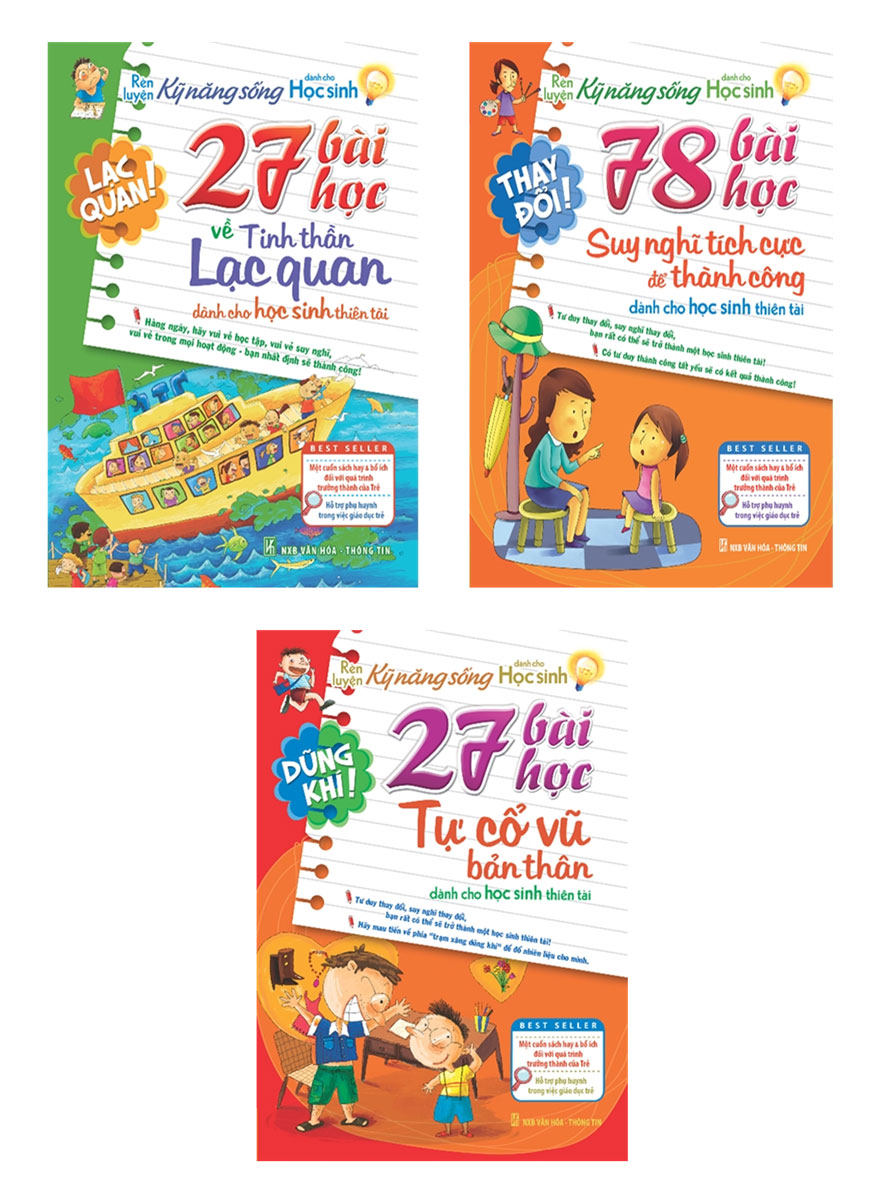 Rèn luyện Kỹ năng sống dành cho Học sinh
LẠC
QUAN!
27 bài học
về Tinh thần
Lạc quan
dành cho học sinh thiên tài
Hàng ngày, hãy vui vẻ học tập, vui vẻ suy nghĩ,
vui vẻ trong mọi hoạt động - bạn nhất định sẽ thành công!
BEST SELLER
Một cuốn sách hay & bổ ích
đối với quá trình
trưởng thành của Trẻ
Hỗ trợ phụ huynh
trong việc giáo dục trẻ
NXB VĂN HÓA - THÔNG TIN
Rèn luyện Kỹ năng sống dành cho Học sinh
THAY
ĐỔI!
78 bài học
Suy nghĩ tích cực
để thành công
dành cho học sinh thiên tài
Tư duy thay đổi, suy nghĩ thay đổi,
bạn rất có thể sẽ trở thành một học sinh thiên tài!
Có tư duy thành công tất yếu sẽ có kết quả thành công!
BEST SELLER
Một cuốn sách hay & bổ ích
đối với quá trình
trưởng thành của Trẻ
Hỗ trợ phụ huynh
trong việc giáo dục trẻ
NXB VĂN HÓA - THÔNG TIN
Rèn luyện Kỹ năng sống dành cho Học sinh
DŨNG
KHÍ!
27 bài học
Tự cổ vũ
bản thân
dành cho học sinh thiên tài
Tư duy thay đổi, suy nghĩ thay đổi,
bạn rất có thể sẽ trở thành một học sinh thiên tài!
Hãy mau tiến về phía "trạm xăng dũng khí" để đổ nhiên liệu cho mình.
BEST SELLER
Một cuốn sách hay & bổ ích
đối với quá trình
trưởng thành của Trẻ
Hỗ trợ phụ huynh
trong việc giáo dục trẻ
NXB VĂN HÓA - THÔNG TIN